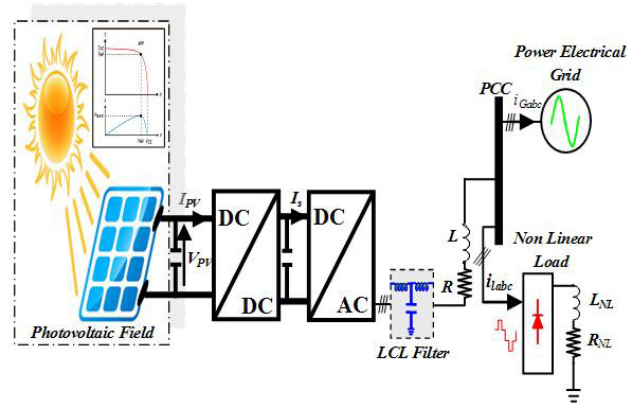 Power Electrical
Grid
PCC
iGabc
MPP
IPV
Is
DC
DC
VPV
DC
AC
L
R
Non Linear
Load
ilabc
LNL
RNL
LCL Filter
Photovoltaic Field